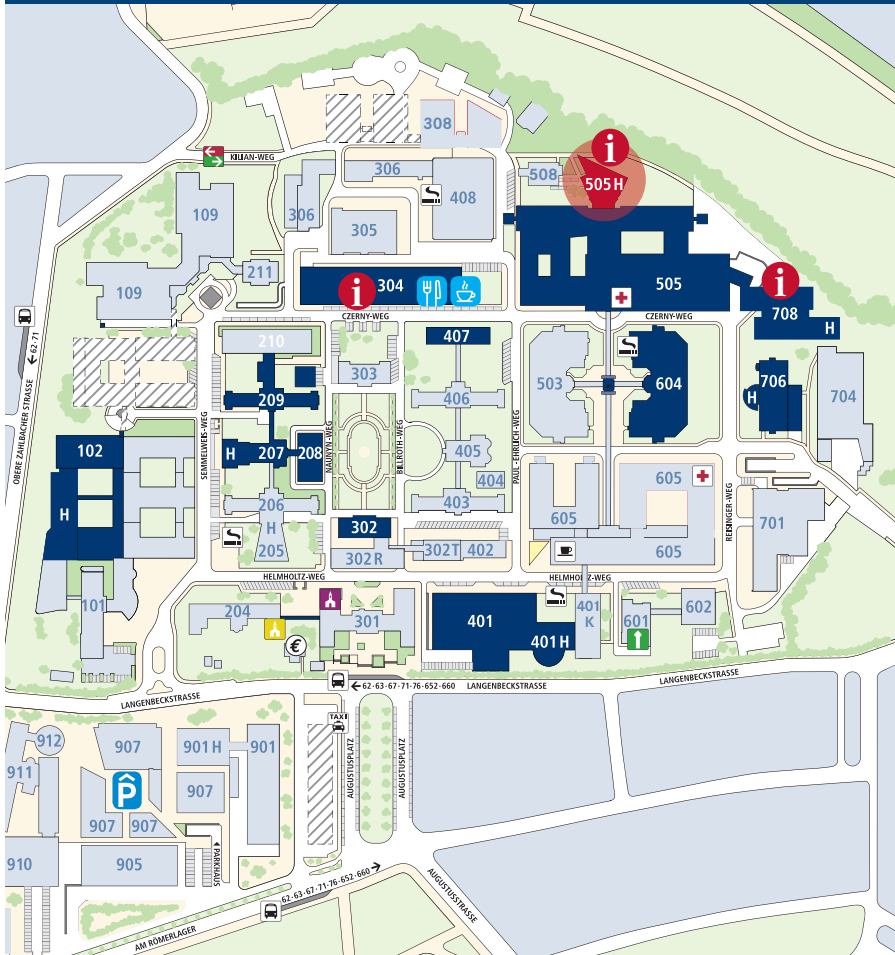 308
i
KILIAN-WEG
306
508
505 H
408
109
306
305
211
304
i
505
i
109
708
H
CZERNY-WEG
CZERNY-WEG
62·71
OBERE ZAHLBACHER STRASSE
210
407
303
503
604
706
H
704
209
406
SEMMELWEIS-WEG
NAUNYN-WEG
BILLROTH-WEG
PAUL-EHRLICH-WEG
102
H
207
208
405
404
605
206
403
H
205
302
605
REISINGER-WEG
701
H
302 R
302T
402
605
HELMHOLTZ-WEG
HELMHOLTZ-WEG
101
204
301
401
401 H
401
K
601
602
€
62·63·67·71·76·652·660
LANGENBECKSTRASSE
LANGENBECKSTRASSE
LANGENBECKSTRASSE
TAXI
912
907
901 H
901
911
P
907
AUGUSTUSPLATZ
AUGUSTUSPLATZ
907
907
910
905
PARKHAUS
62·63·67·71·76·652·660
AUGUSTUSSTRASSE
AM RÖMERLAGER